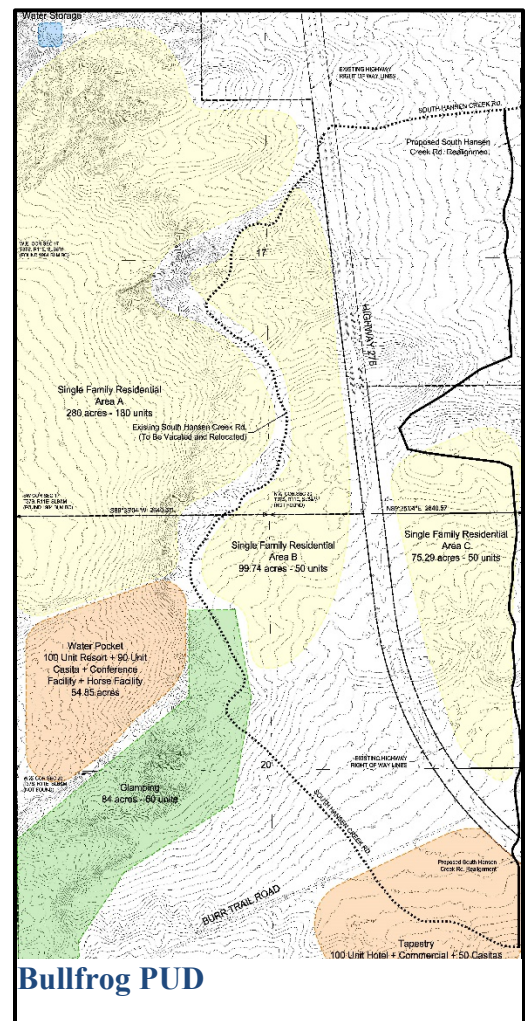 Water Storage
EXISTING HIGHWAY
RIGHT OF WAY LINES
SOUTH HANSEN CREEK RD.
Proposed South Hansen
Creek Rd. Realignment
17
HIGHWAY 276
Single Family Residential
Area A
280 acres - 180 units
Existing South Hansen Creek Rd.
(To Be Vacated and Relocated)
Single Family Residential
Area B
99.74 acres - 50 units
Single Family Residential
Area C
75.29 acres - 50 units
Water Pocket
100 Unit Resort + 90 Unit
Casita + Conference
Facility + Horse Facility
54.85 acres
Glamping
84 acres - 60 units
20
EXISTING HIGHWAY
RIGHT OF WAY LINES
SOUTH HANSEN CREEK RD.
Proposed South Hansen
Creek Rd. Realignment
BURR TRAIL ROAD
Tapestry
100 Unit Hotel + Commercial + 50 Casitas
Bullfrog PUD